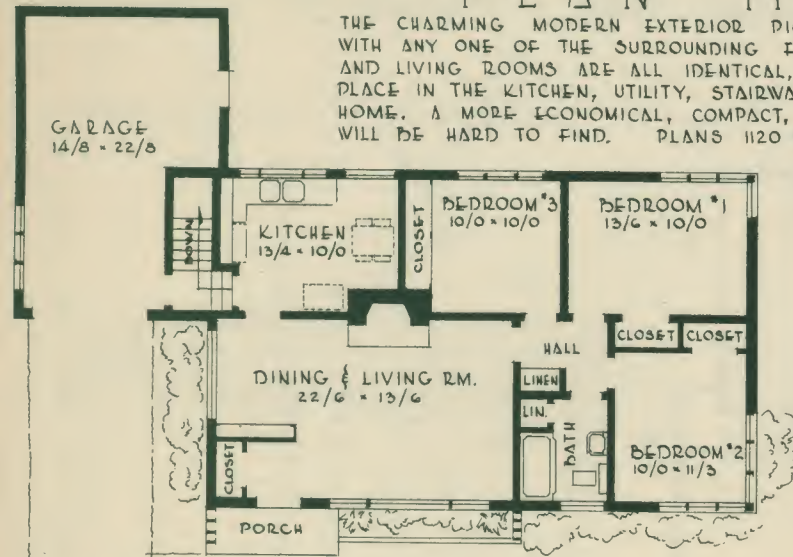 PLAN
THE CHARMING MODERN EXTERIOR
WITH ANY ONE OF THE SURROUNDING
AND LIVING ROOMS ARE ALL IDENTICAL,
PLACE IN THE KITCHEN, UTILITY,
HOME. A MORE ECONOMICAL, COMPACT,
WILL BE HARD TO FIND. PLANS 1120
GARAGE
14/8 × 22/8
DOWN
KITCHEN
13/4 × 10/0
CLOSET
BEDROOM #3
10/0 × 10/0
BEDROOM #1
13/6 × 10/0
CLOSET
CLOSET
HALL
LINEN
DINING & LIVING RM.
22/6 × 13/6
LIN.
BATH
BEDROOM #2
10/0 × 11/3
CLOSET
PORCH